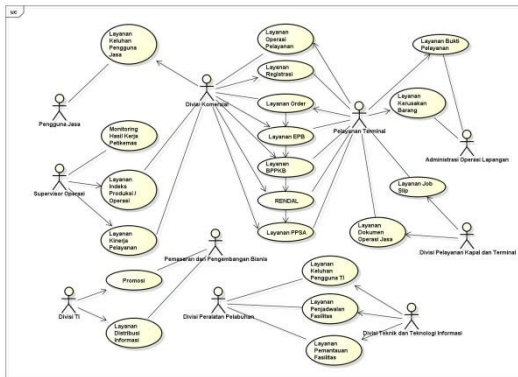 uc
Layanan
Keluhan
Pengguna
Jasa
Pengguna Jasa
Monitoring
Hasil Kerja
Petikemas
Supervisor Operasi
Layanan
Indeks
Produksi /
Operasi
Layanan
Kinerja
Pelayanan
Divisi Komersial
Layanan
Operasi
Pelayanan
Layanan
Registrasi
Layanan Order
Layanan EPB
Layanan
BPPKB
RENDAL
Layanan PPSA
Pelayanan Terminal
Layanan Bukti
Pelayanan
Layanan
Kerusakan
Barang
Administrasi Operasi Lapangan
Layanan Job
Slip
Layanan
Dokumen
Operasi Jasa
Divisi Pelayanan Kapal dan Terminal
Pemasaran dan Pengembangan Bisnis
Promosi
Divisi TI
Layanan
Distribusi
Informasi
Divisi Peralatan Pelabuhan
Layanan
Keluhan
Pengguna TI
Layanan
Penjadwalan
Fasilitas
Layanan
Pemantauan
Fasilitas
Divisi Teknik dan Teknologi Informasi